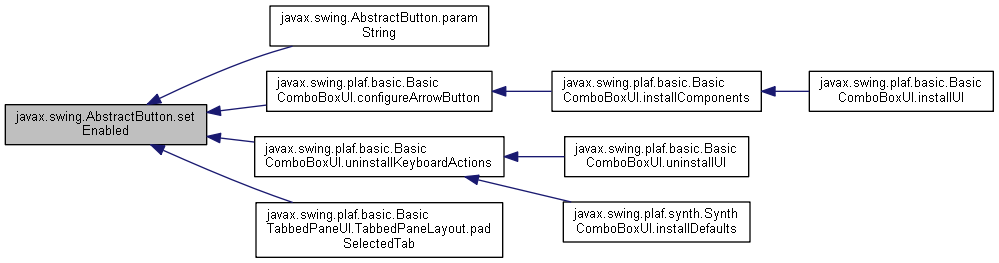 javax.swing.AbstractButton.param
String
javax.swing.plaf.basic.Basic
ComboBoxUI.configureArrowButton
javax.swing.plaf.basic.Basic
ComboBoxUI.installComponents
javax.swing.plaf.basic.Basic
ComboBoxUI.installUI
javax.swing.AbstractButton.set
Enabled
javax.swing.plaf.basic.Basic
ComboBoxUI.uninstallKeyboardActions
javax.swing.plaf.basic.Basic
ComboBoxUI.uninstallUI
javax.swing.plaf.basic.Basic
TabbedPaneUI.TabbedPaneLayout.pad
SelectedTab
javax.swing.plaf.synth.Synth
ComboBoxUI.installDefaults